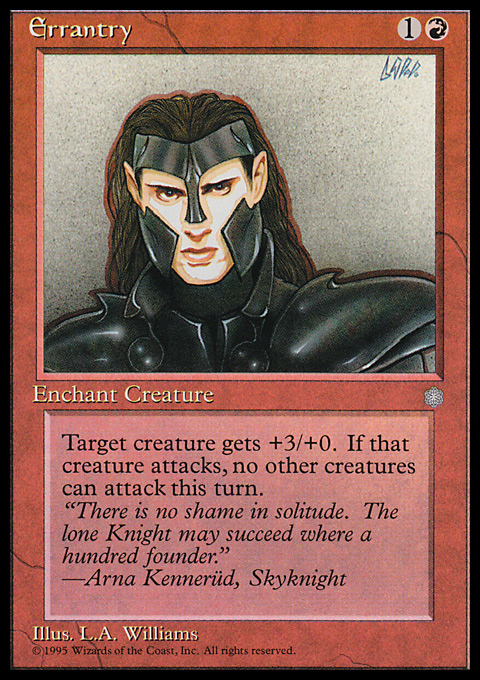 Errantry
1
Enchant Creature
Target creature gets +3/+0. If that
creature attacks, no other creatures
can attack this turn.
“There is no shame in solitude. The
lone Knight may succeed where a
hundred founder.”
—Arna Kennerüd, Skyknight
Illus. L.A. Williams
© 1995 Wizards of the Coast, Inc. All rights reserved.